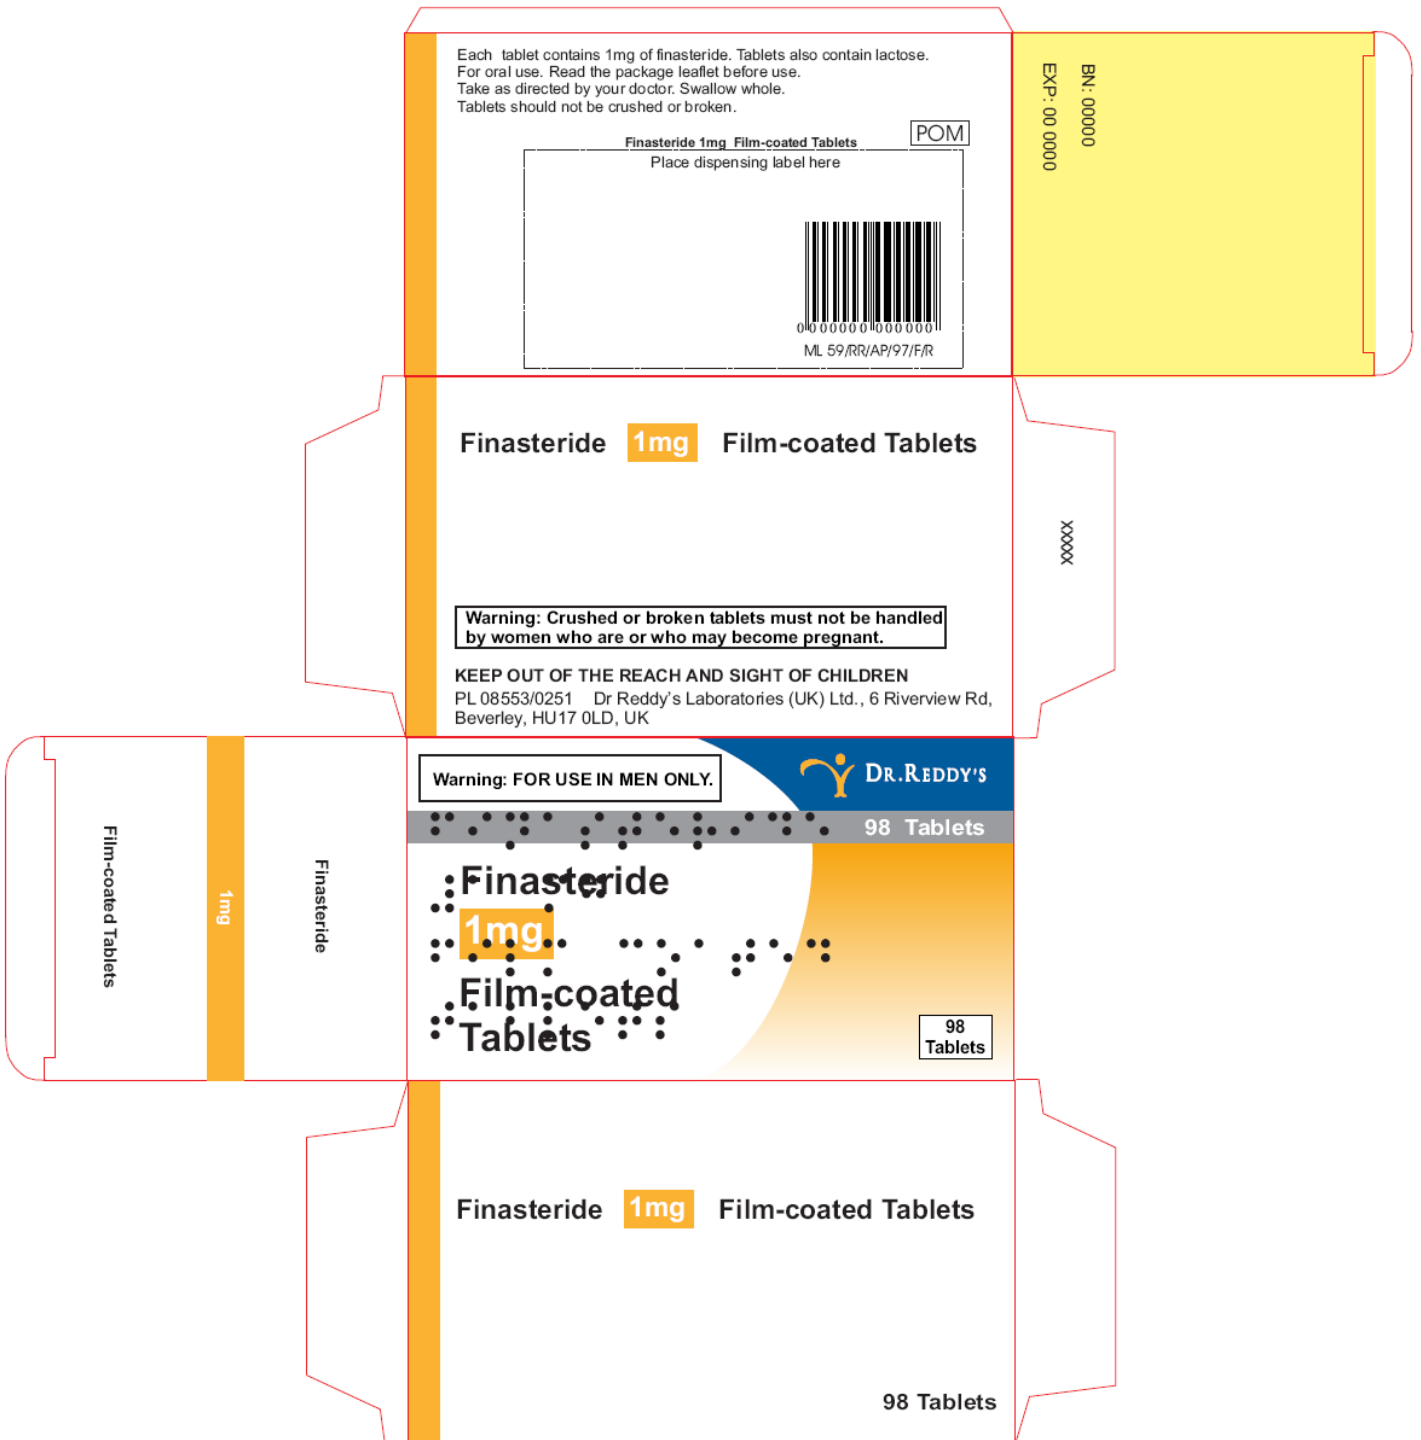 Each tablet contains 1mg of finasteride. Tablets also contain lactose.
For oral use. Read the package leaflet before use.
Take as directed by your doctor. Swallow whole.
Tablets should not be crushed or broken.
POM
Finasteride 1mg Film-coated Tablets
Place dispensing label here
0 000000 000000
ML 59/RR/AP/97/F/R
BN: 00000
EXP: 00 0000
Finasteride 1mg Film-coated Tablets
XXXXX
Warning: Crushed or broken tablets must not be handled
by women who are or who may become pregnant.
KEEP OUT OF THE REACH AND SIGHT OF CHILDREN
PL 08553/0251 Dr Reddy's Laboratories (UK) Ltd., 6 Riverview Rd,
Beverley, HU17 0LD, UK
Film-coated Tablets
1mg
Finasteride
Warning: FOR USE IN MEN ONLY.
DR.REDDY'S
98 Tablets
Finasteride
1mg
Film-coated
Tablets
98
Tablets
Finasteride 1mg Film-coated Tablets
98 Tablets